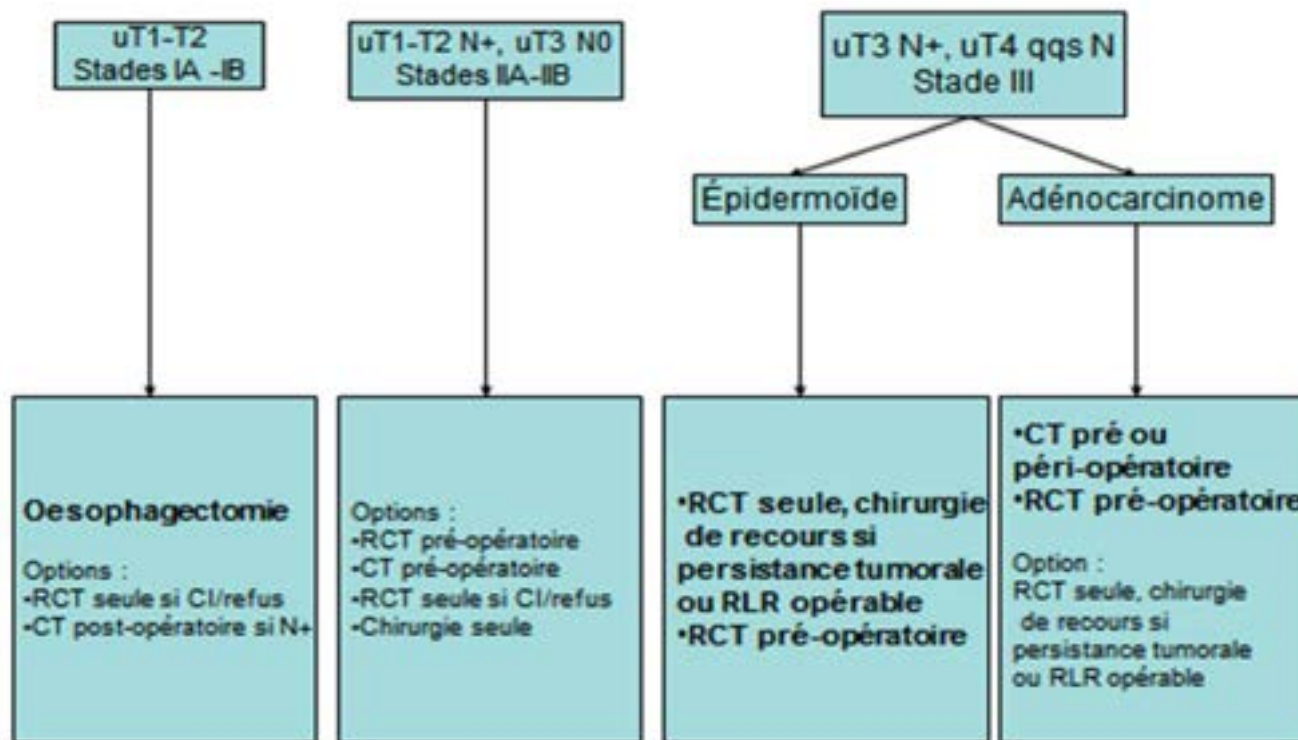 uT1-T2
Stades IA -IB
uT1-T2 N+, uT3 N0
Stades IIA-IIB
uT3 N+, uT4 qqs N
Stade III
Épidermoïde
Adénocarcinome
Oesophagectomie
Options :
-RCT seule si CI/refus
-CT post-opératoire si N+
Options :
-RCT pré-opératoire
-CT pré-opératoire
-RCT seule si CI/refus
-Chirurgie seule
•RCT seule, chirurgie
de recours si
persistance tumorale
ou RLR opérable
•RCT pré-opératoire
•CT pré ou
péri-opératoire
•RCT pré-opératoire
Option :
RCT seule, chirurgie
de recours si
persistance tumorale
ou RLR opérable